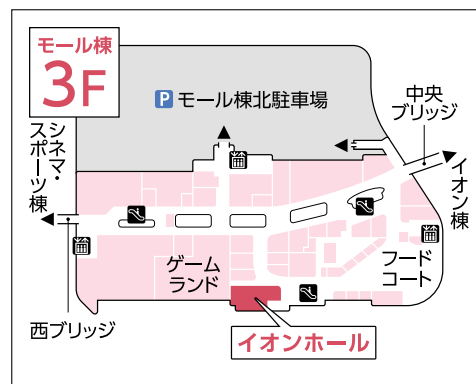 モール棟
3F
P モール棟北駐車場
中央
ブリッジ
シネマ・
スポーツ棟
イオン棟
ゲーム
ランド
フード
コート
西ブリッジ
イオンホール